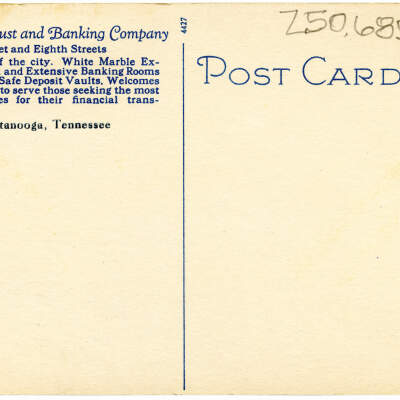 ust and Banking Company
et and Eighth Streets
f the city. White Marble Ex-
and Extensive Banking Rooms
Safe Deposit Vaults, Welcomes
to serve those seeking the most
es for their financial trans-
tanooga, Tennessee
4427
250,685
POST CARD